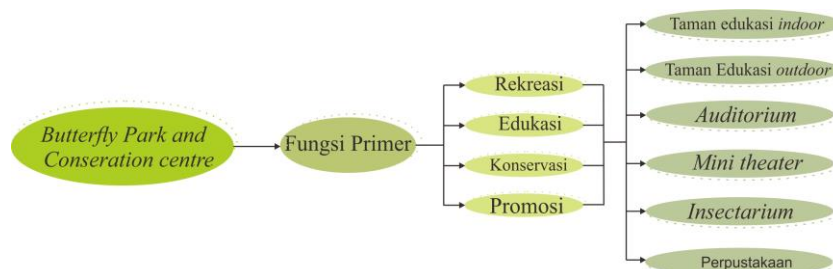 Butterfly Park and
Conseration centre
Fungsi Primer
Rekreasi
Edukasi
Konservasi
Promosi
Taman edukasi indoor
Taman Edukasi outdoor
Auditorium
Mini theater
Insectarium
Perpustakaan